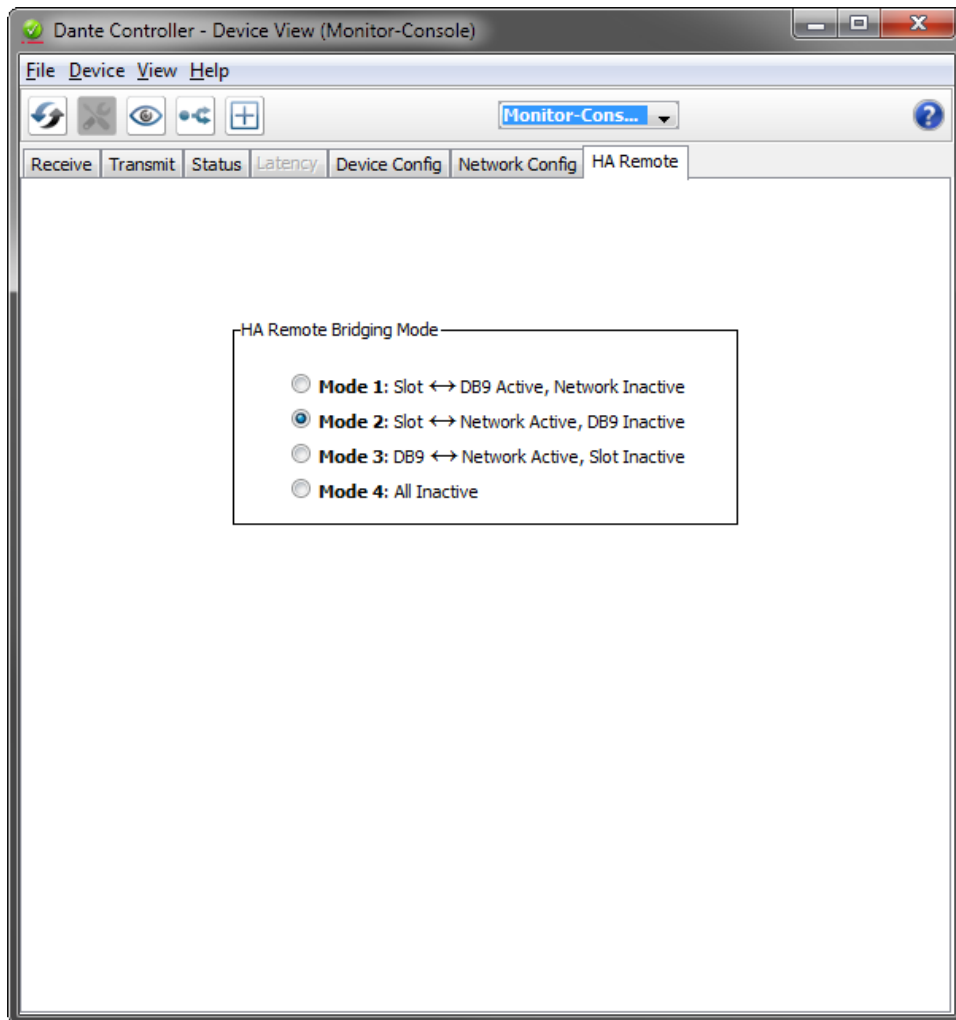 Dante Controller - Device View (Monitor-Console)
File Device View Help
Monitor-Cons...
?
Receive Transmit Status Latency Device Config Network Config HA Remote
HA Remote Bridging Mode
Mode 1: Slot ↔ DB9 Active, Network Inactive
Mode 2: Slot ↔ Network Active, DB9 Inactive
Mode 3: DB9 ↔ Network Active, Slot Inactive
Mode 4: All Inactive